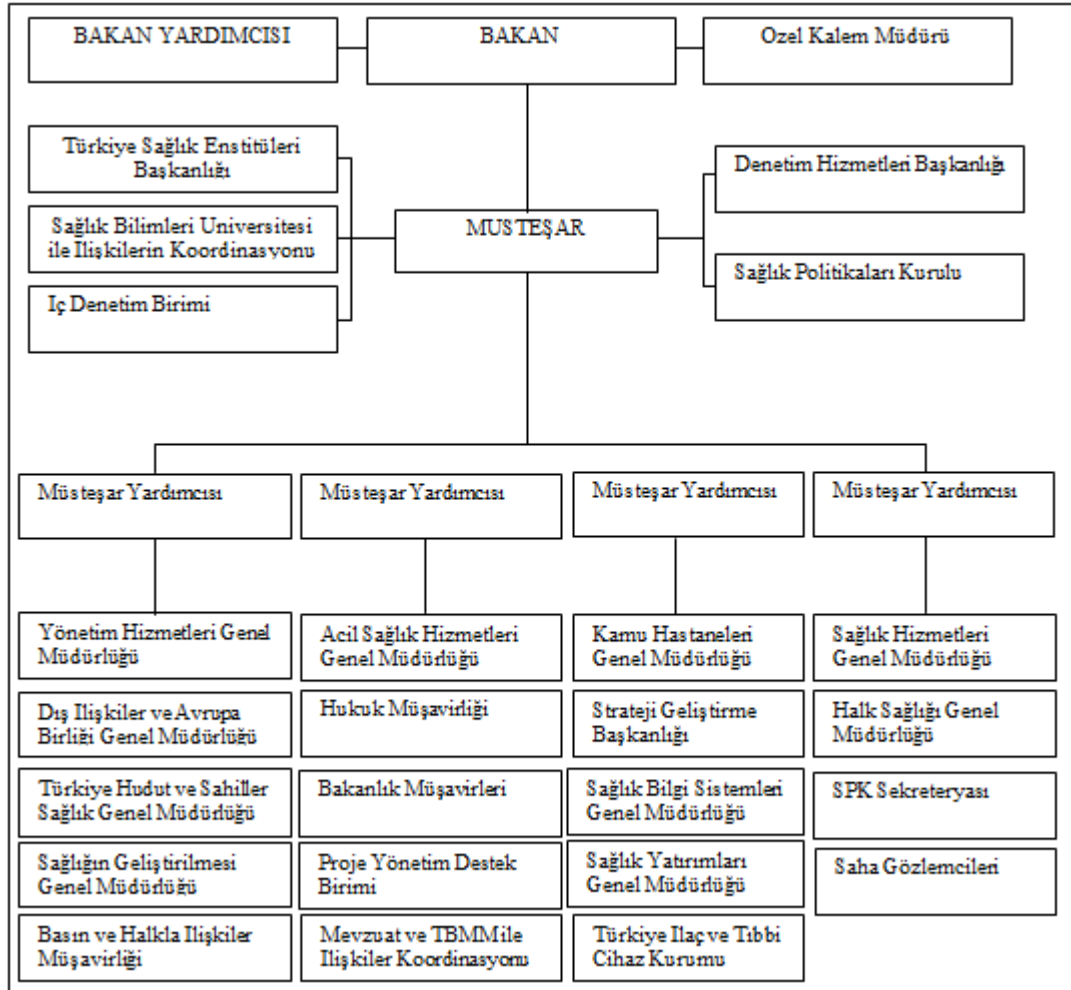 BAKAN YARDIMCISI
BAKAN
Ozel Kalem Müdürü
Türkiye Sağlık Enstitüleri
Başkanlığı
Denetim Hizmetleri Başkanlığı
Sağlık Bilimleri Universitesi
ile Ilişkilerin Koordinasyonu
MUSTEŞAR
Iç Denetim Birimi
Sağlık Politikaları Kurulu
Müsteşar Yardımcısı
Müsteşar Yardımcısı
Müsteşar Yardımcısı
Müsteşar Yardımcısı
Yönetim Hizmetleri Genel
Müdürlüğü
Acil Sağlık Hizmetleri
Genel Müdürlüğü
Kamu Hastaneleri
Genel Müdürlüğü
Sağlık Hizmetleri
Genel Müdürlüğü
Dış Ilişkiler ve Avrupa
Birliği Genel Müdürlüğü
Hukuk Müşavirliği
Strateji Geliştirme
Başkanlığı
Halk Sağlığı Genel
Müdürlüğü
Türkiye Hudut ve Sahiller
Sağlık Genel Müdürlüğü
Bakanlık Müşavirleri
Sağlık Bilgi Sistemleri
Genel Müdürlüğü
SPK Sekreteryası
Sağlığın Geliştirilmesi
Genel Müdürlüğü
Proje Yönetim Destek
Birimi
Sağlık Yatırımları
Genel Müdürlüğü
Saha Gözlemcileri
Basın ve Halkla Ilişkiler
Müşavirliği
Mevzuat ve TBMM ile
Ilişkiler Koordinasyonu
Türkiye Ilaç ve Tıbbi
Cihaz Kurumu